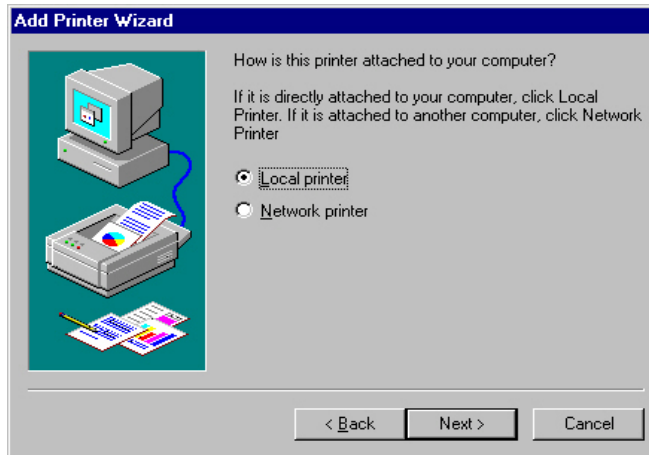 Add Printer Wizard
How is this printer attached to your computer?
If it is directly attached to your computer, click Local
Printer. If it is attached to another computer, click Network
Printer
Local printer
Network printer
< Back
Next >
Cancel